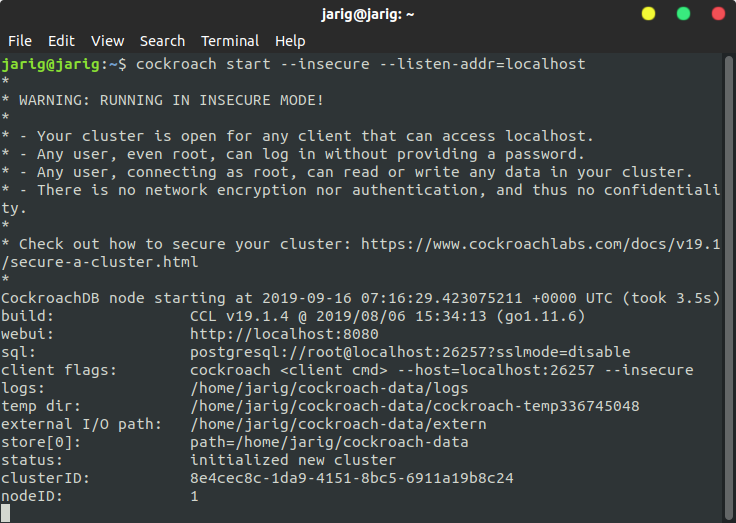 jarig@jarig: ~
File Edit View Search Terminal Help
jarig@jarig:~$ cockroach start --insecure --listen-addr=localhost
*
* WARNING: RUNNING IN INSECURE MODE!
*
* - Your cluster is open for any client that can access localhost.
* - Any user, even root, can log in without providing a password.
* - Any user, connecting as root, can read or write any data in your cluster.
* - There is no network encryption nor authentication, and thus no confidentiali
ty.
*
* Check out how to secure your cluster: https://www.cockroachlabs.com/docs/v19.1
/secure-a-cluster.html
*
CockroachDB node starting at 2019-09-16 07:16:29.423075211 +0000 UTC (took 3.5s)
build:               CCL v19.1.4 @ 2019/08/06 15:34:13 (go1.11.6)
webui:               http://localhost:8080
sql:                 postgresql://root@localhost:26257?sslmode=disable
client flags:        cockroach <client cmd> --host=localhost:26257 --insecure
logs:                /home/jarig/cockroach-data/logs
temp dir:            /home/jarig/cockroach-data/cockroach-temp336745048
external I/O path:   /home/jarig/cockroach-data/extern
store[0]:            path=/home/jarig/cockroach-data
status:              initialized new cluster
clusterID:           8e4cec8c-1da9-4151-8bc5-6911a19b8c24
nodeID:              1